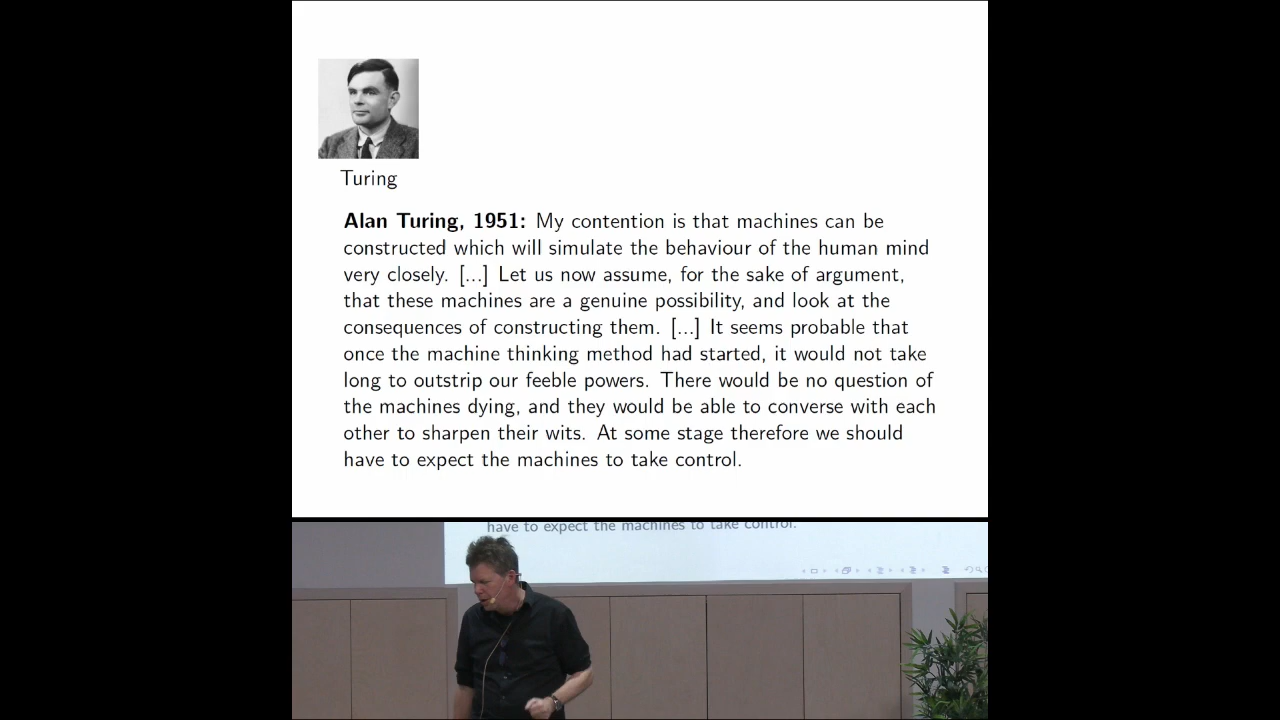 Turing
Alan Turing, 1951: My contention is that machines can be
constructed which will simulate the behaviour of the human mind
very closely. [...] Let us now assume, for the sake of argument,
that these machines are a genuine possibility, and look at the
consequences of constructing them. [...] It seems probable that
once the machine thinking method had started, it would not take
long to outstrip our feeble powers. There would be no question of
the machines dying, and they would be able to converse with each
other to sharpen their wits. At some stage therefore we should
have to expect the machines to take control.
have to expect the machines to take control.